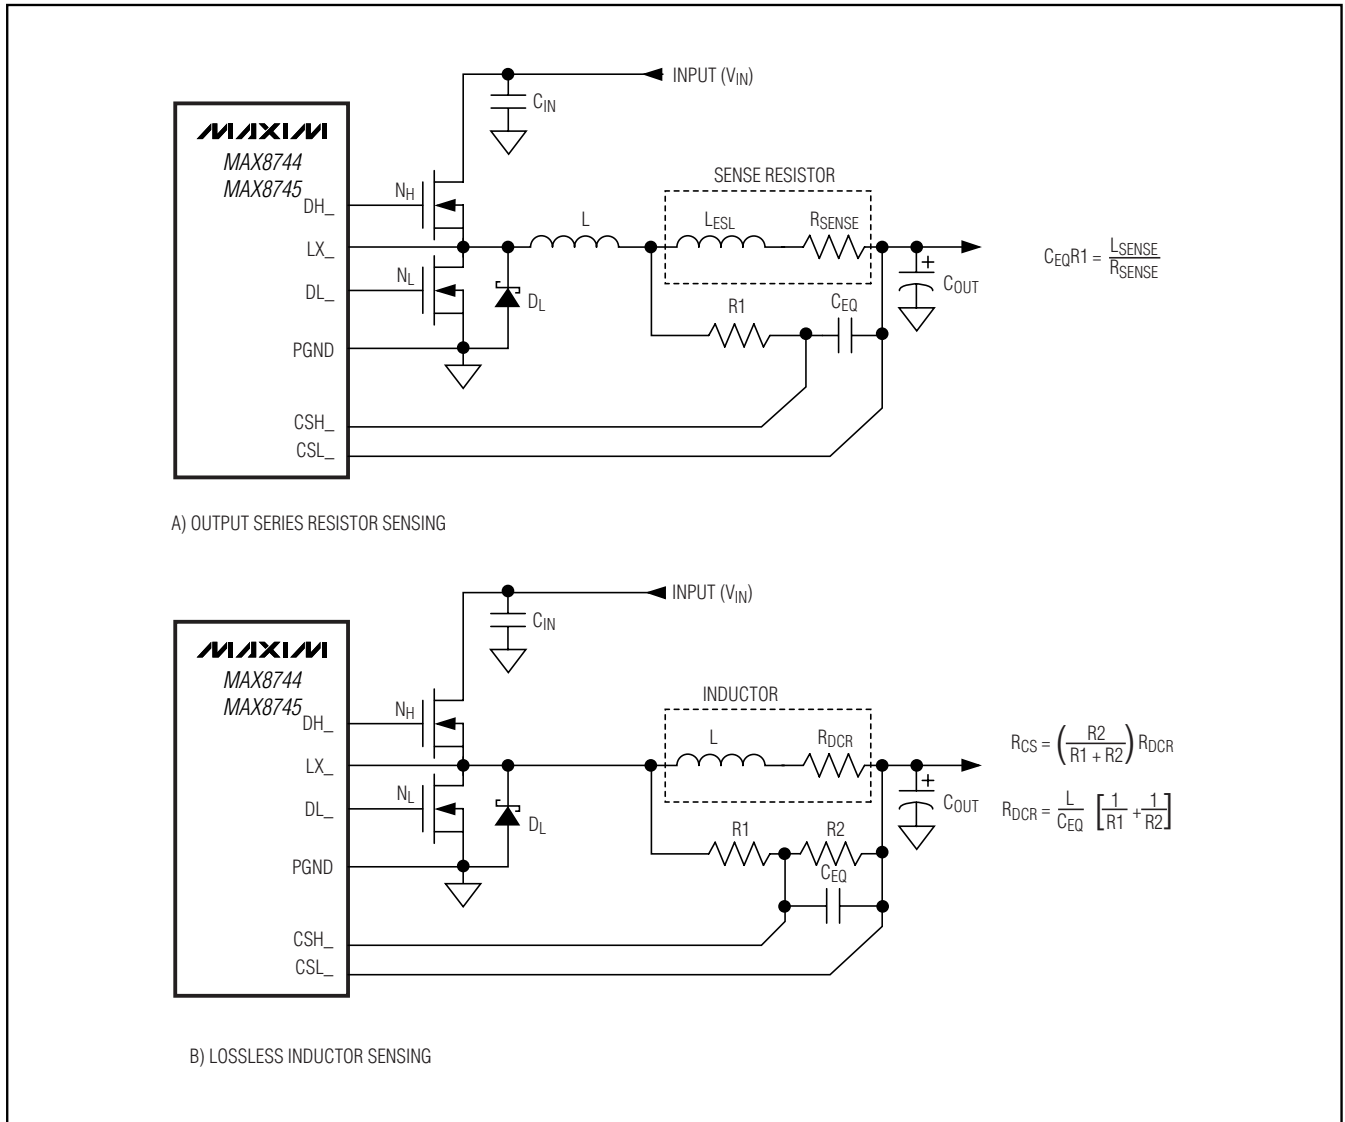 INPUT (VIN)
CIN
MAXIM
MAX8744
MAX8745
NH
DH_
SENSE RESISTOR
L
LESL
RSENSE
LX_
CEQR1 = LSENSE / RSENSE
NL
DL_
DL
+
COUT
R1
CEQ
PGND
CSH_
CSL_
A) OUTPUT SERIES RESISTOR SENSING
INPUT (VIN)
CIN
MAXIM
MAX8744
MAX8745
NH
DH_
INDUCTOR
L
RDCR
RCS = (R2 / R1 + R2) RDCR
LX_
NL
DL_
DL
+
COUT
RDCR = L / CEQ [1 / R1 + 1 / R2]
R1
R2
CEQ
PGND
CSH_
CSL_
B) LOSSLESS INDUCTOR SENSING